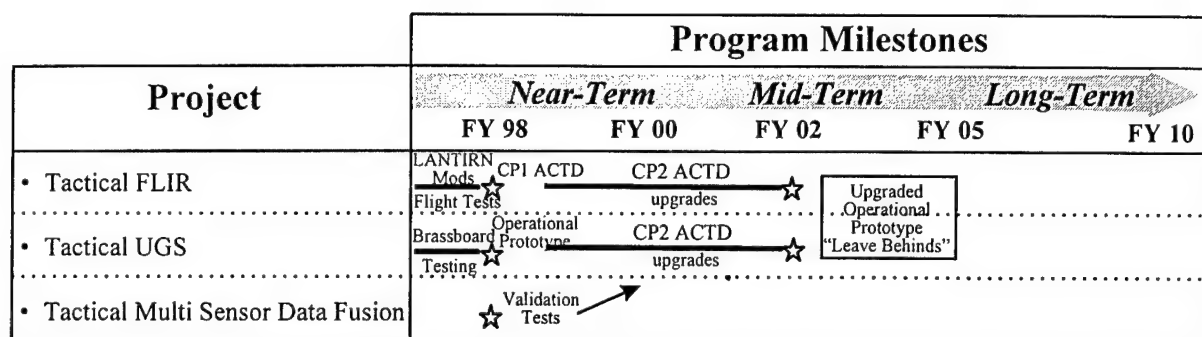 Program Milestones
Project
Near-Term Mid-Term Long-Term
FY 98 FY 00 FY 02 FY 05 FY 10
• Tactical FLIR
LANTIRN
Mods
Flight Tests
CP1 ACTD
CP2 ACTD
upgrades
Upgraded
Operational
Prototype
“Leave Behinds”
• Tactical UGS
Brassboard
Testing
Operational
Prototype
CP2 ACTD
upgrades
• Tactical Multi Sensor Data Fusion
Validation
Tests